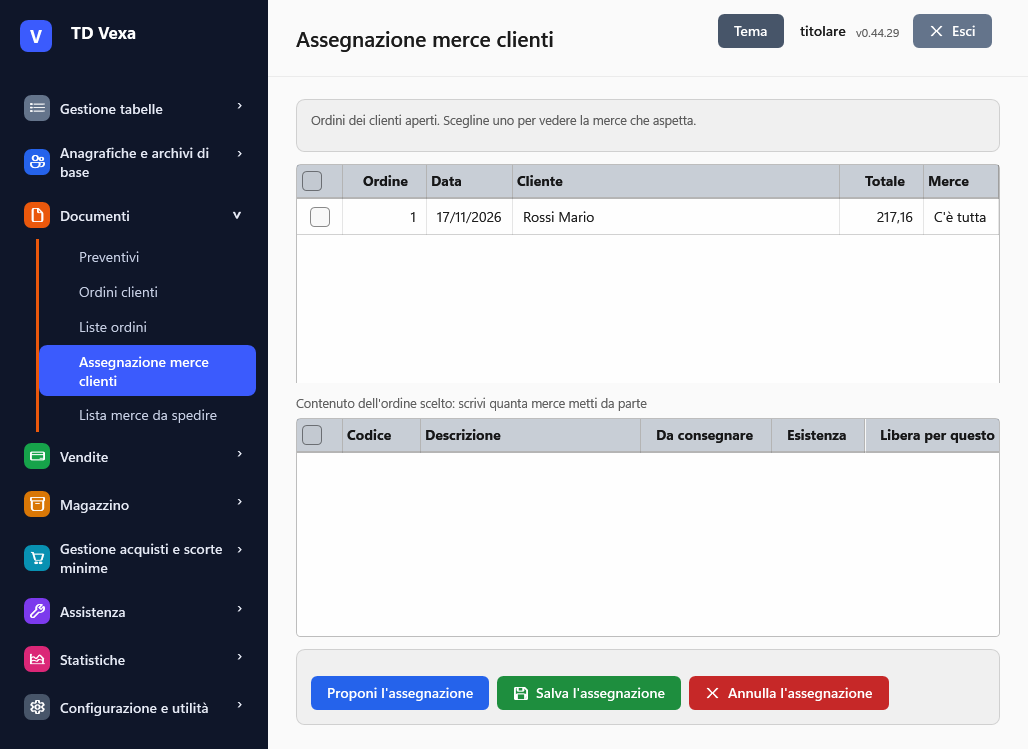 V TD Vexa
Gestione tabelle
Anagrafiche e archivi di
base
Documenti
Preventivi
Ordini clienti
Liste ordini
Assegnazione merce
clienti
Lista merce da spedire
Vendite
Magazzino
Gestione acquisti e scorte
minime
Assistenza
Statistiche
Configurazione e utilità
Assegnazione merce clienti
Tema titolare v0.44.29 Esci
Ordini dei clienti aperti. Scegline uno per vedere la merce che aspetta.
Ordine Data Cliente Totale Merce
1 17/11/2026 Rossi Mario 217,16 C'è tutta
Contenuto dell'ordine scelto: scrivi quanta merce metti da parte
Codice Descrizione Da consegnare Esistenza Libera per questo
Proponi l'assegnazione Salva l'assegnazione Annulla l'assegnazione